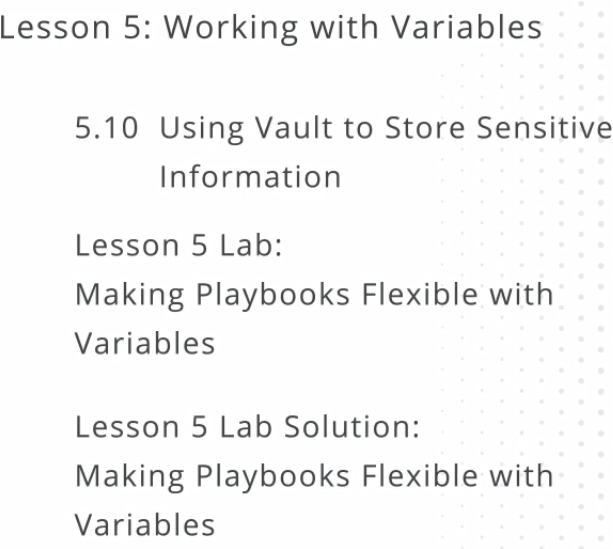 Lesson 5: Working with Variables
5.10 Using Vault to Store Sensitive
Information
Lesson 5 Lab:
Making Playbooks Flexible with
Variables
Lesson 5 Lab Solution:
Making Playbooks Flexible with
Variables